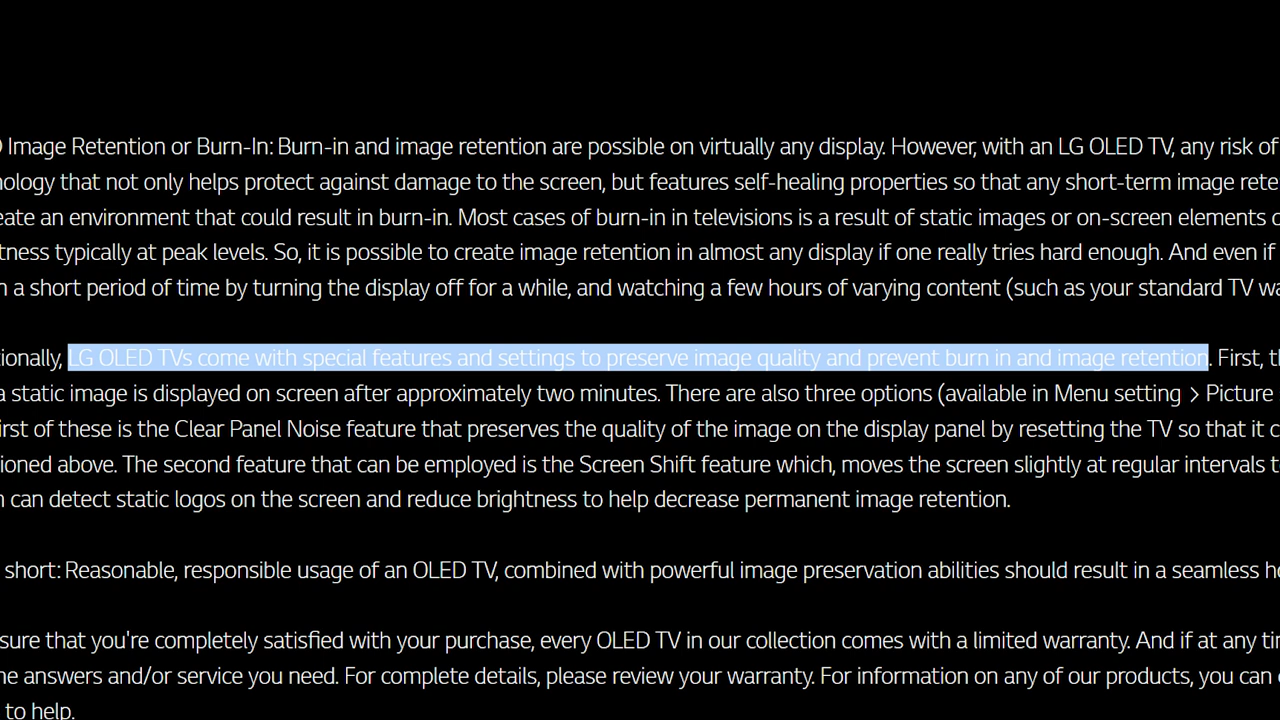 Image Retention or Burn-In: Burn-in and image retention are possible on virtually any display. However, with an LG OLED TV, any risk of
nology that not only helps protect against damage to the screen, but features self-healing properties so that any short-term image rete
eate an environment that could result in burn-in. Most cases of burn-in in televisions is a result of static images or on-screen elements o
tness typically at peak levels. So, it is possible to create image retention in almost any display if one really tries hard enough. And even if
n a short period of time by turning the display off for a while, and watching a few hours of varying content (such as your standard TV wa
ionally, LG OLED TVs come with special features and settings to preserve image quality and prevent burn in and image retention. First, th
a static image is displayed on screen after approximately two minutes. There are also three options (available in Menu setting > Picture
irst of these is the Clear Panel Noise feature that preserves the quality of the image on the display panel by resetting the TV so that it c
ioned above. The second feature that can be employed is the Screen Shift feature which, moves the screen slightly at regular intervals t
n can detect static logos on the screen and reduce brightness to help decrease permanent image retention.
short: Reasonable, responsible usage of an OLED TV, combined with powerful image preservation abilities should result in a seamless ho
sure that you're completely satisfied with your purchase, every OLED TV in our collection comes with a limited warranty. And if at any tim
ne answers and/or service you need. For complete details, please review your warranty. For information on any of our products, you can
to help.